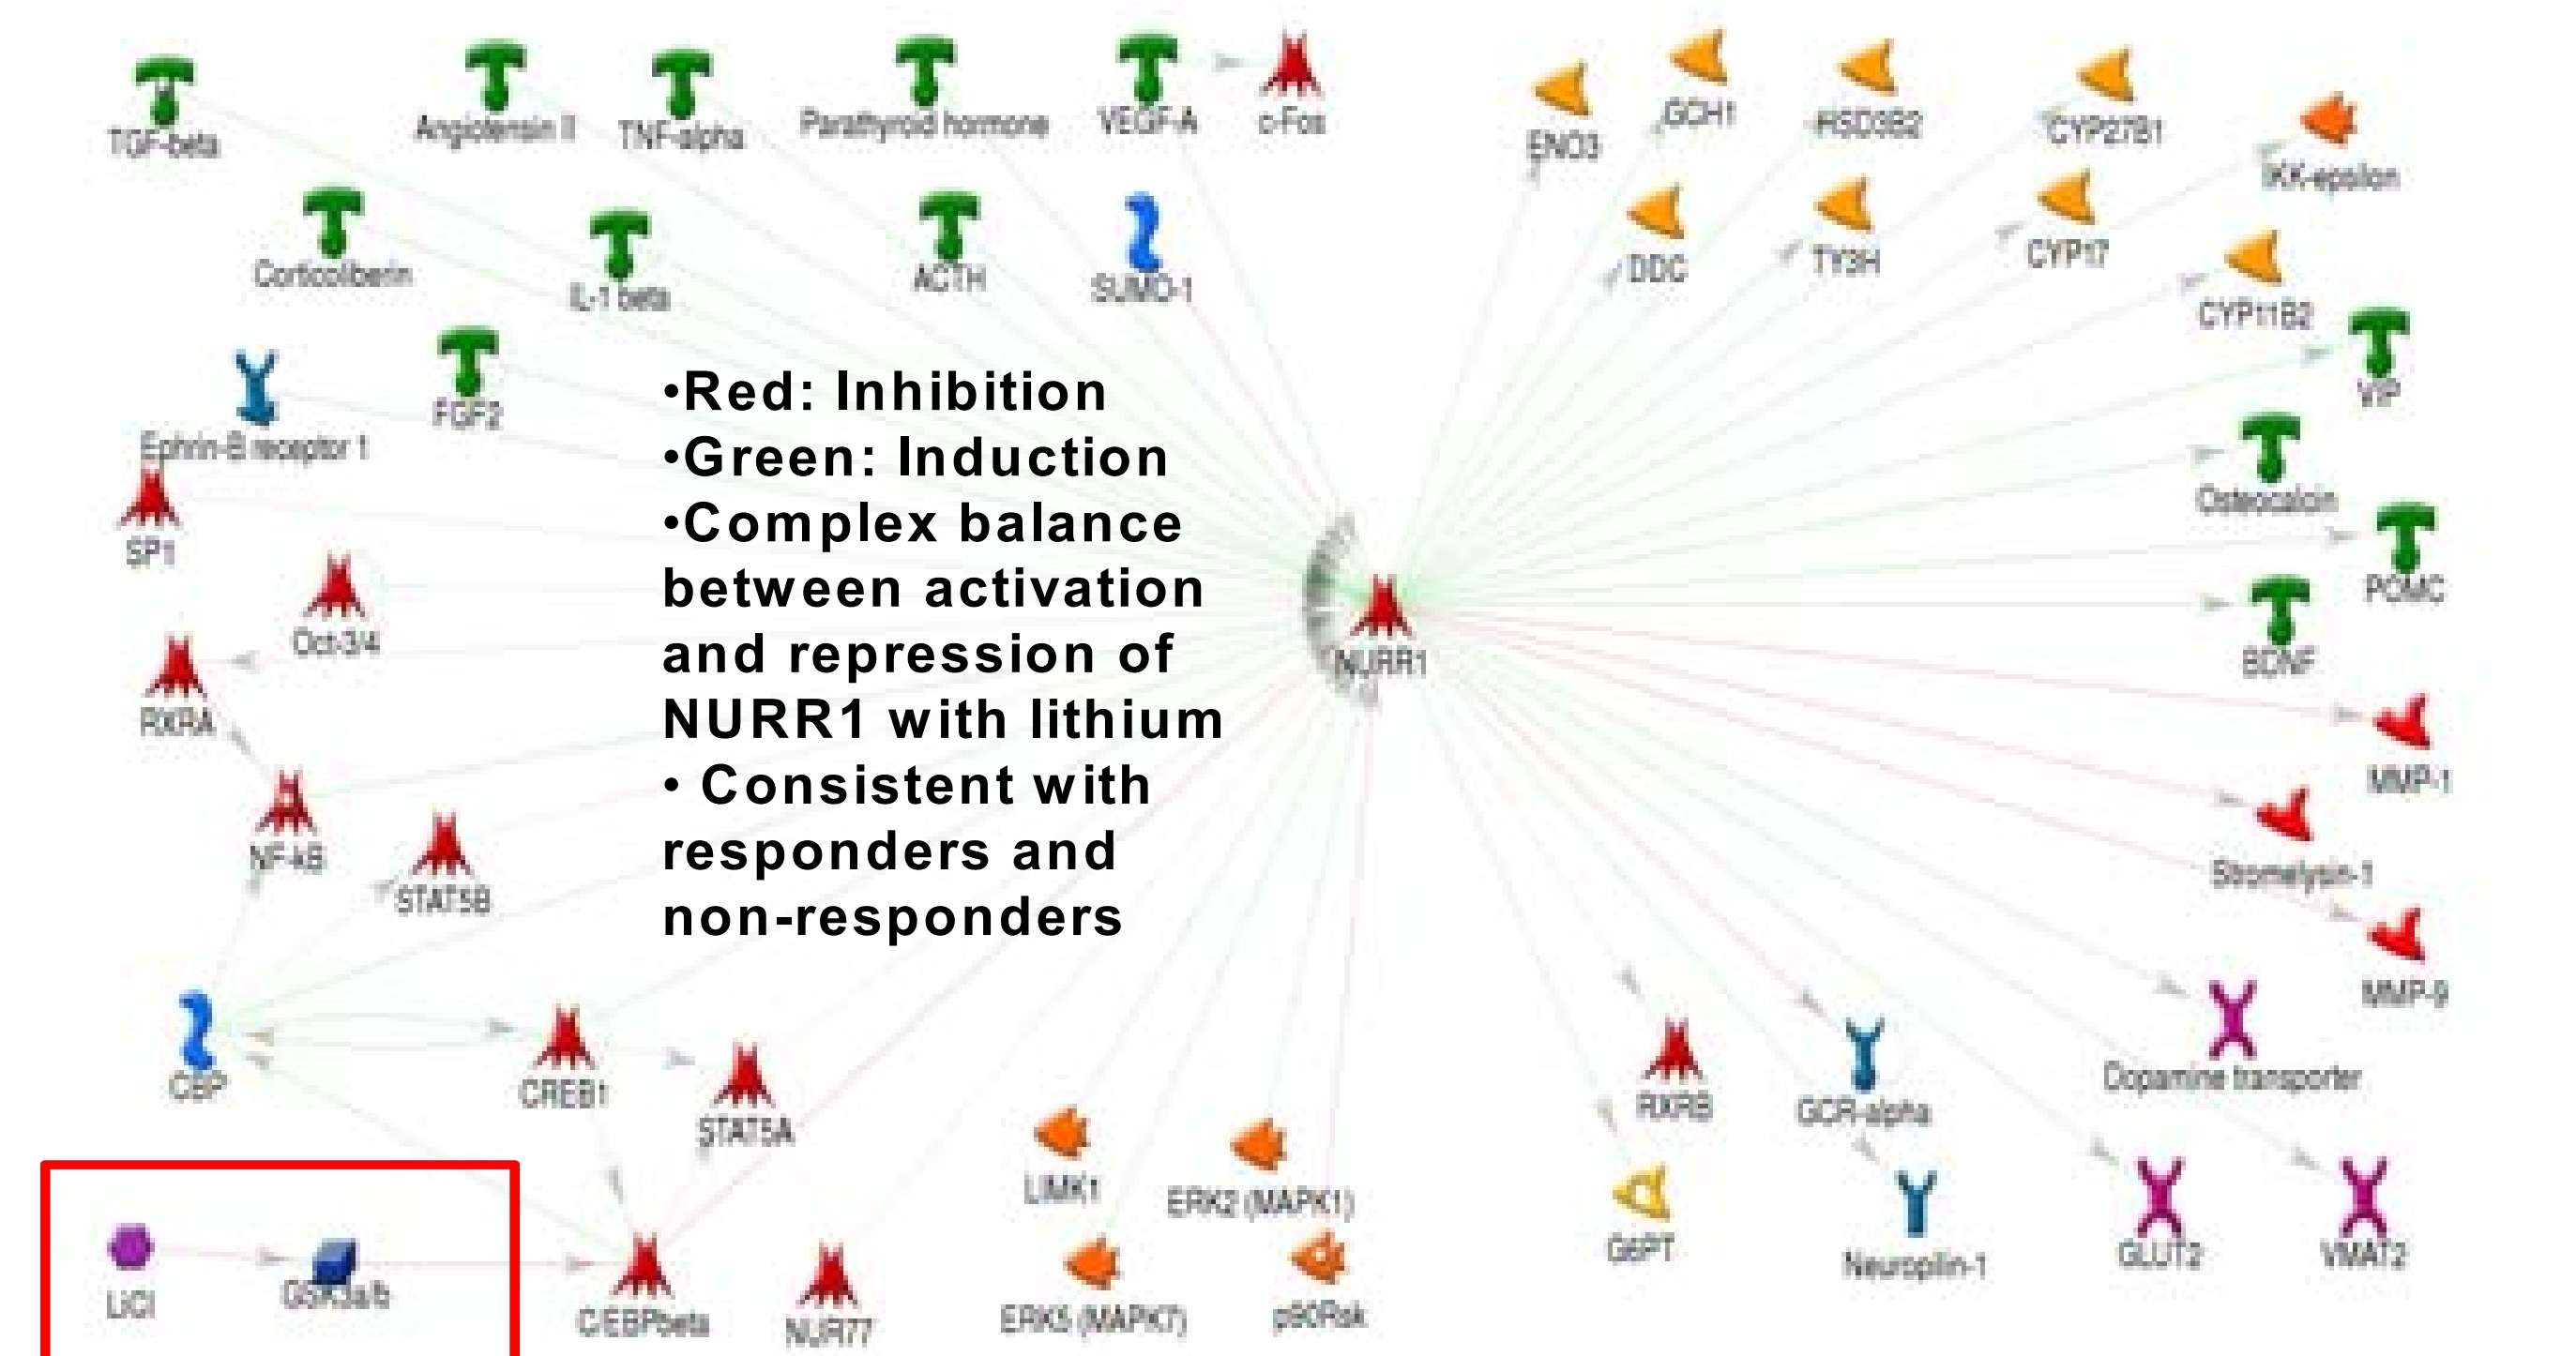 TGF-beta
Angiotensin II
TNF-alpha
Parathyroid hormone
VEGF-A
c-Fos
ENO3
GCH1
HSD3B2
CYP27B1
IKK-epsilon
Corticoliberin
IL-1 beta
ACTH
SUMO-1
DDC
TY3H
CYP17
CYP11B2
Ephrin-B receptor 1
FGF2
VIP
•Red: Inhibition
•Green: Induction
•Complex balance
between activation
and repression of
NURR1 with lithium
• Consistent with
responders and
non-responders
SP1
Oct-3/4
RXRA
NF-kB
STAT5B
NURR1
Osteocalcin
POMC
BDNF
MMP-1
Stromelysin-1
MMP-9
CBP
CREB1
STAT5A
LIMK1
ERK2 (MAPK1)
RXRB
GCR-alpha
Dopamine transporter
LiCl
GSK3a/b
C/EBPbeta
NUR77
ERK5 (MAPK7)
p90Rsk
G6PT
Neuropilin-1
GLUT2
VMAT2